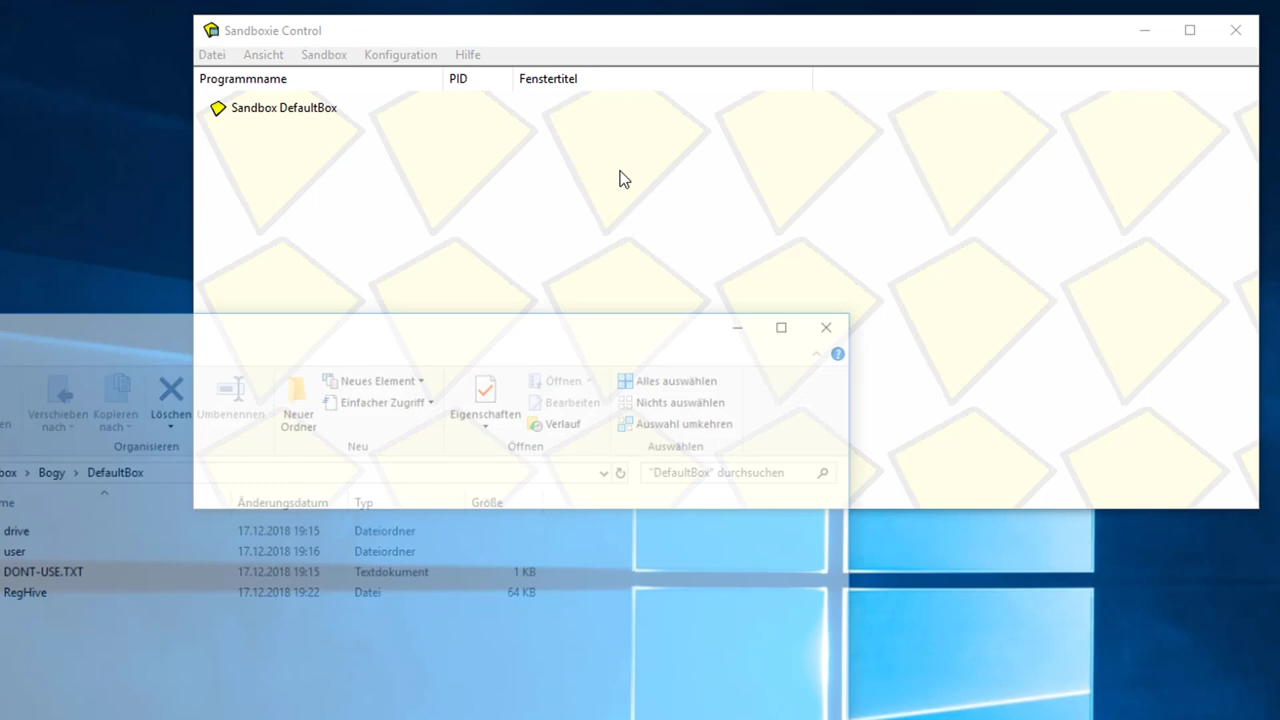 Sandboxie Control
Datei Ansicht Sandbox Konfiguration Hilfe
Programmname PID Fenstertitel
Sandbox DefaultBox
Verschieben nach
Kopieren nach
Löschen
Umbenennen
Organisieren
Neuer Ordner
Neues Element
Einfacher Zugriff
Neu
Eigenschaften
Öffnen
Bearbeiten
Verlauf
Öffnen
Alles auswählen
Nichts auswählen
Auswahl umkehren
Auswählen
box > Bogy > DefaultBox
"DefaultBox" durchsuchen
me Änderungsdatum Typ Größe
drive 17.12.2018 19:15 Dateiordner
user 17.12.2018 19:16 Dateiordner
DONT-USE.TXT 17.12.2018 19:15 Textdokument 1 KB
RegHive 17.12.2018 19:22 Datei 64 KB